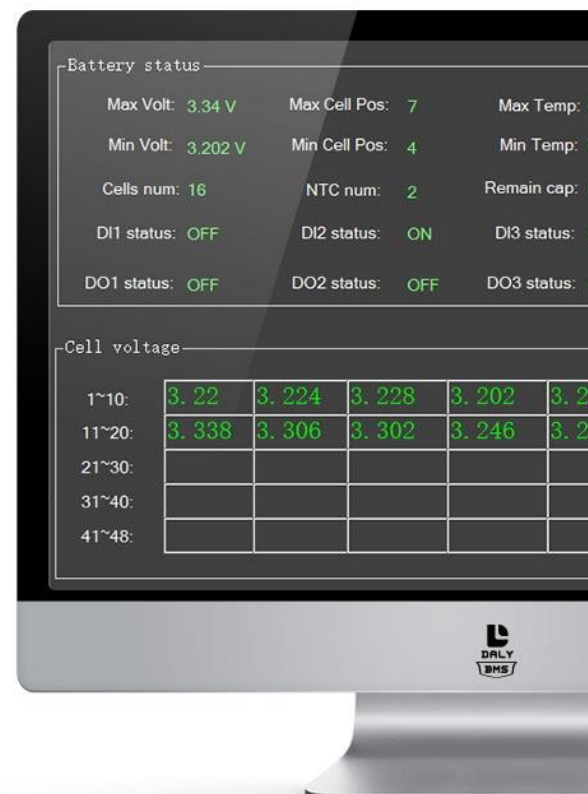 Battery status
Max Volt: 3.34 V Max Cell Pos: 7 Max Temp:
Min Volt: 3.202 V Min Cell Pos: 4 Min Temp:
Cells num: 16 NTC num: 2 Remain cap:
DI1 status: OFF DI2 status: ON DI3 status:
DO1 status: OFF DO2 status: OFF DO3 status:
Cell voltage
1~10: 3.22 3.224 3.228 3.202 3.2
11~20: 3.338 3.306 3.302 3.246 3.2
21~30:
31~40:
41~48:
DALY
BMS